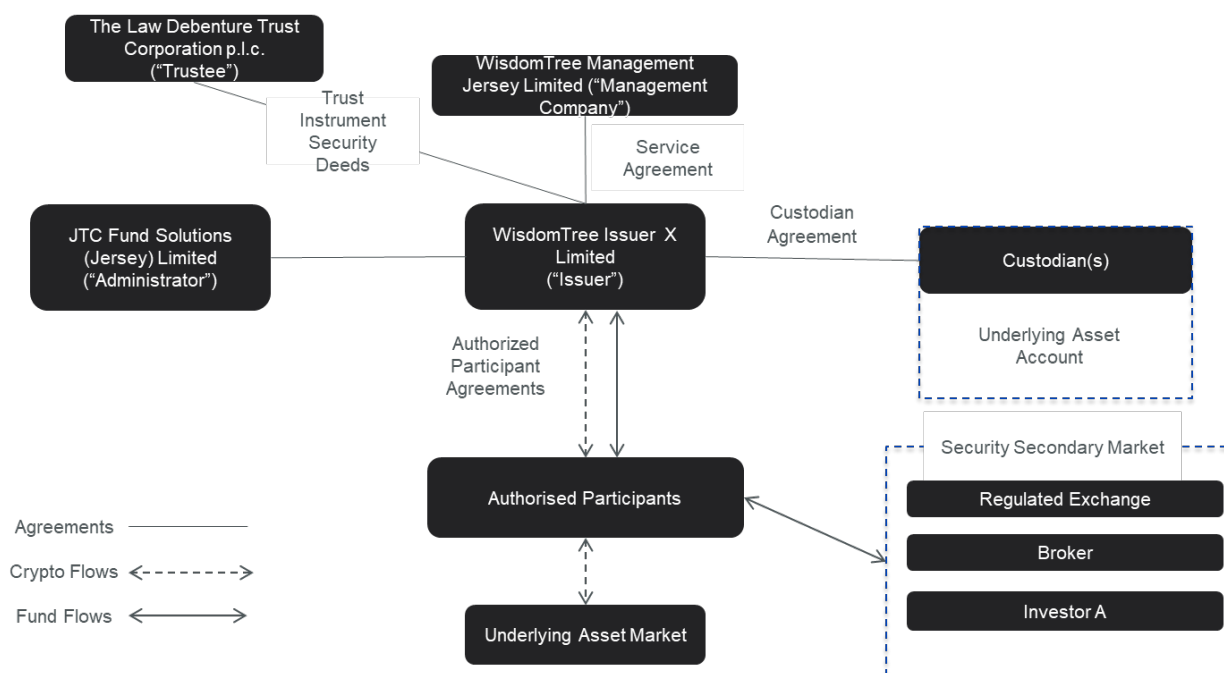 The Law Debenture Trust
Corporation p.l.c.
(“Trustee”)
WisdomTree Management
Jersey Limited (“Management
Company”)
Trust
Instrument
Security
Deeds
Service
Agreement
JTC Fund Solutions
(Jersey) Limited
(“Administrator”)
WisdomTree Issuer X
Limited
(“Issuer”)
Custodian
Agreement
Custodian(s)
Underlying Asset
Account
Authorized
Participant
Agreements
Security Secondary Market
Regulated Exchange
Broker
Investor A
Authorised Participants
Underlying Asset Market
Agreements
Crypto Flows
Fund Flows